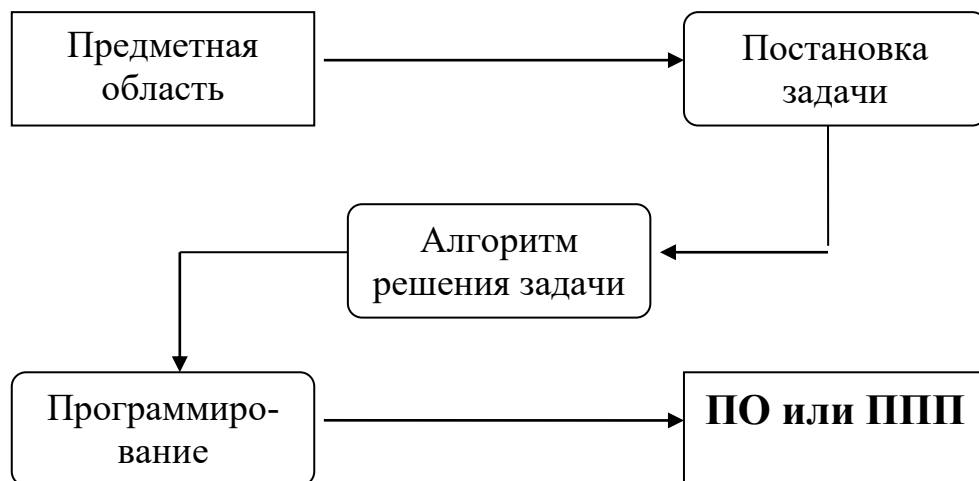 Предметная
область
Постановка
задачи
Алгоритм
решения задачи
Программиро-
вание
ПО или ППП